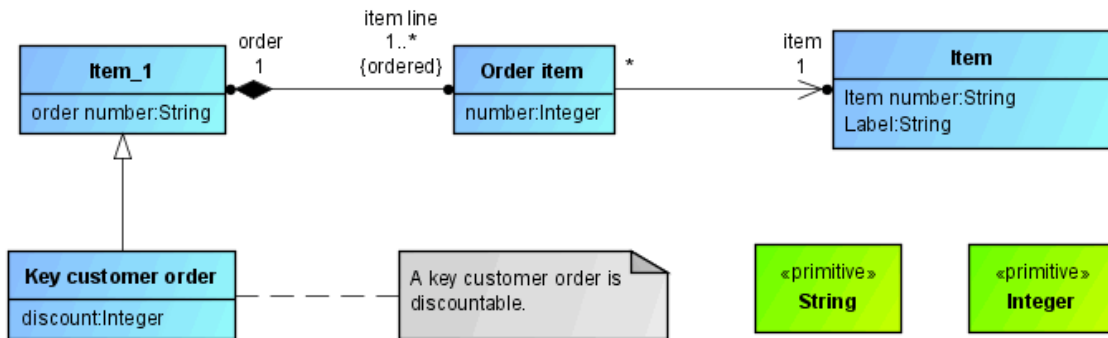 item line
order
1..*
item
1
{ordered}
1
Item_1
Order item
*
Item
order number:String
number:Integer
Item number:String
Label:String
Key customer order
discount:Integer
A key customer order is
discountable.
«primitive»
String
«primitive»
Integer